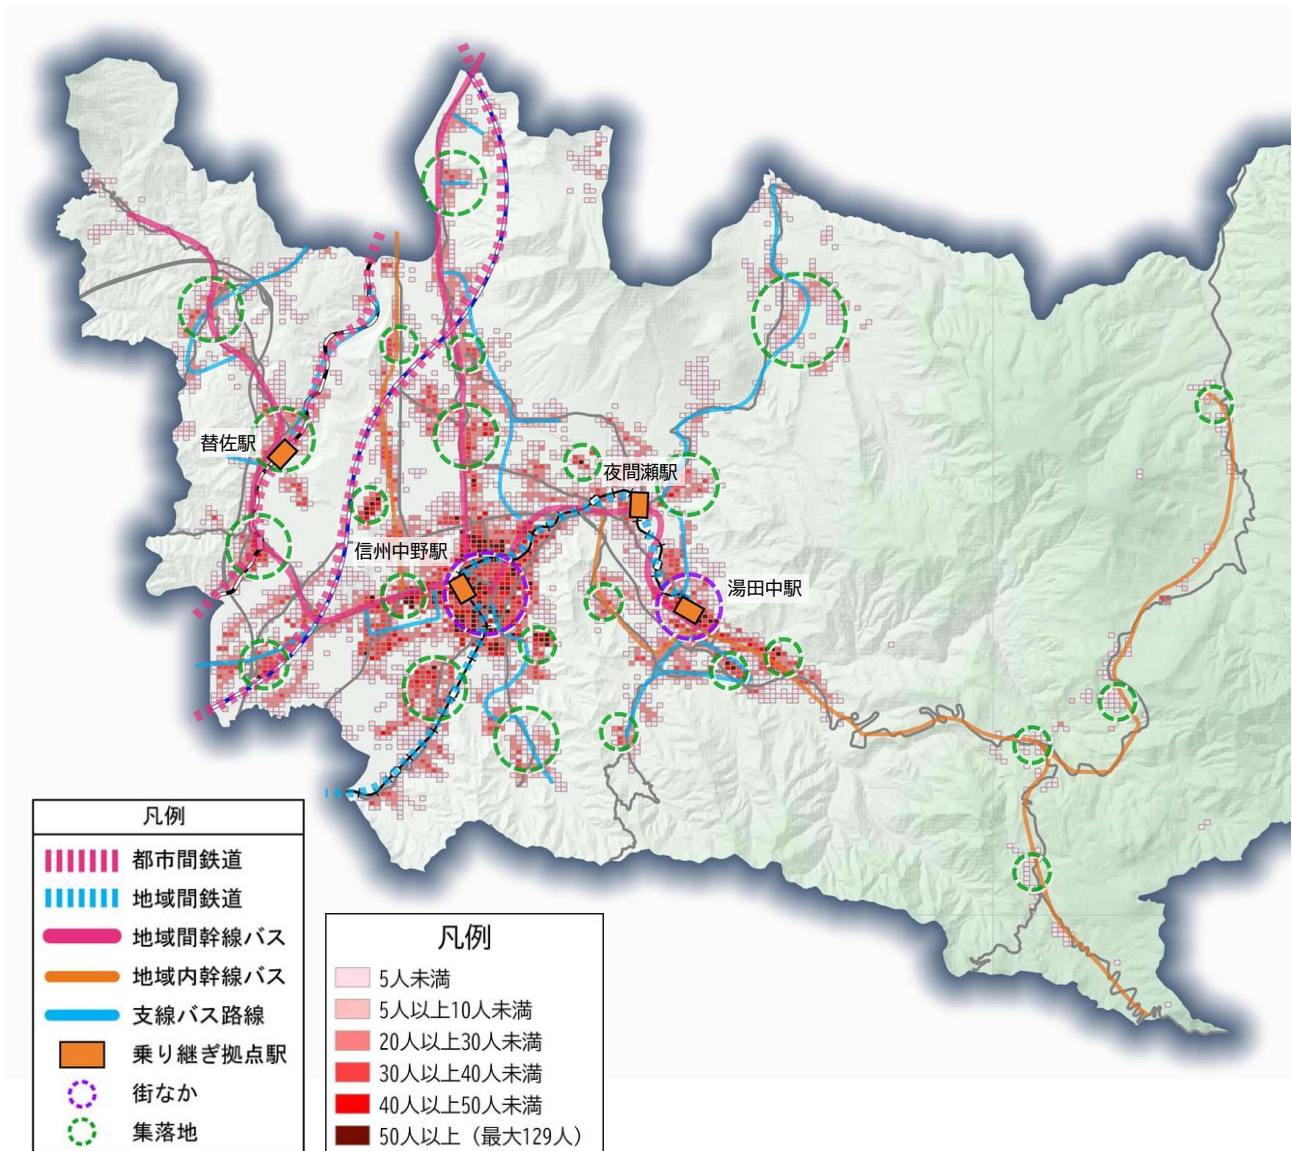 替佐駅
夜間瀬駅
信州中野駅
湯田中駅
凡例
都市間鉄道
地域間鉄道
地域間幹線バス
地域内幹線バス
支線バス路線
乗り継ぎ拠点駅
街なか
集落地
凡例
5人未満
5人以上10人未満
20人以上30人未満
30人以上40人未満
40人以上50人未満
50人以上（最大129人）